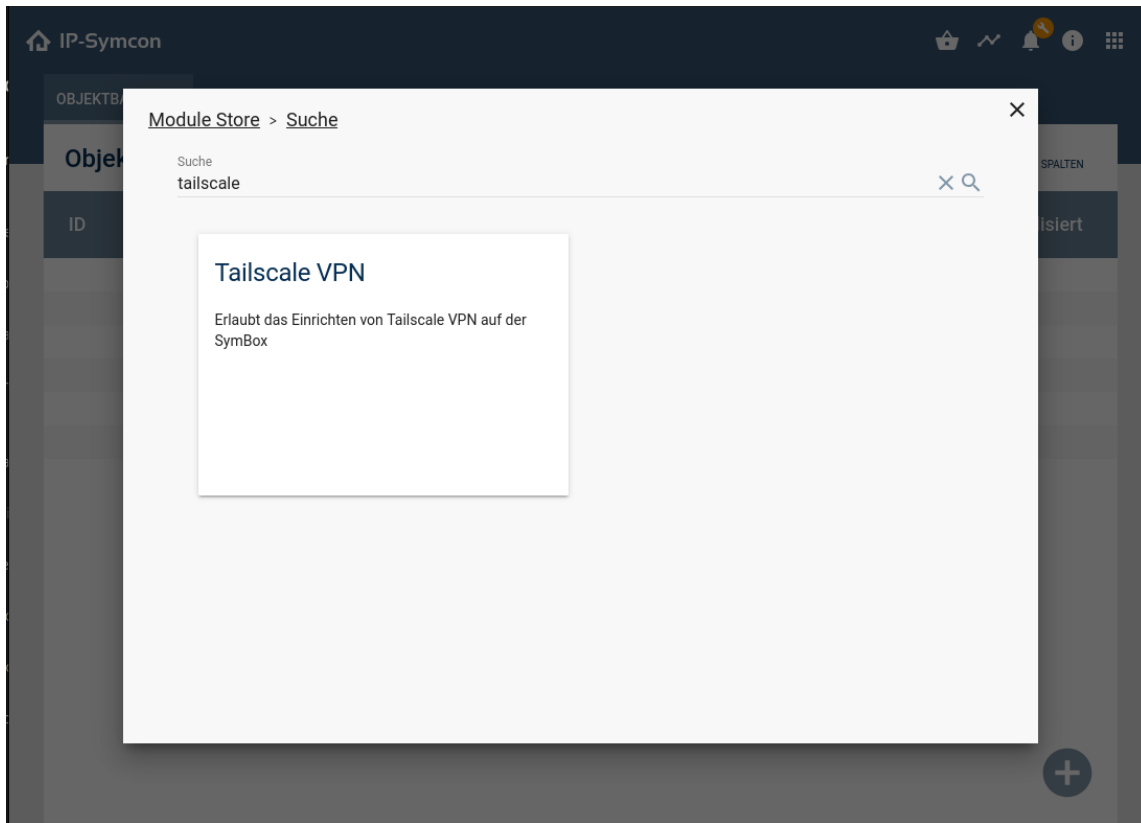 IP-Symcon
OBJEKTBA
Objek
SPALTEN
ID
isiert
Module Store > Suche
Suche
tailscale
Tailscale VPN
Erlaubt das Einrichten von Tailscale VPN auf der
SymBox